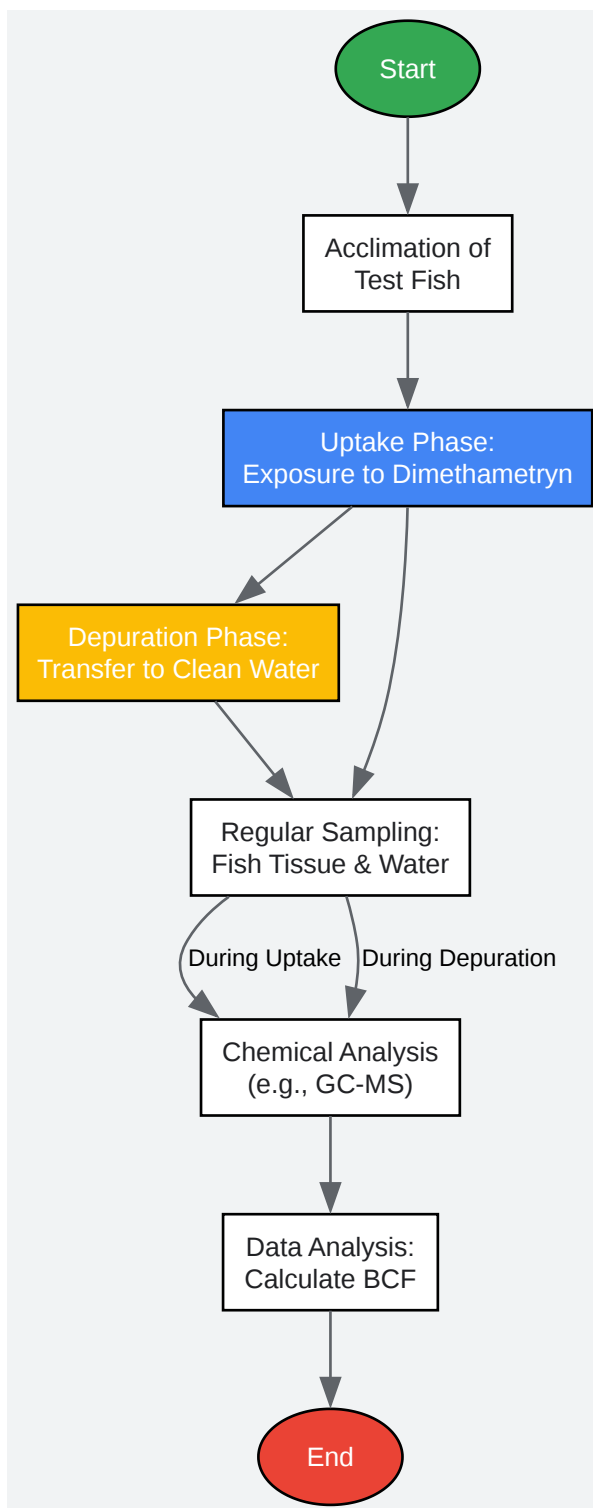 Start
Acclimation of
Test Fish
Uptake Phase:
Exposure to Dimethametryn
Depuration Phase:
Transfer to Clean Water
Regular Sampling:
Fish Tissue & Water
During Uptake
During Depuration
Chemical Analysis
(e.g., GC-MS)
Data Analysis:
Calculate BCF
End